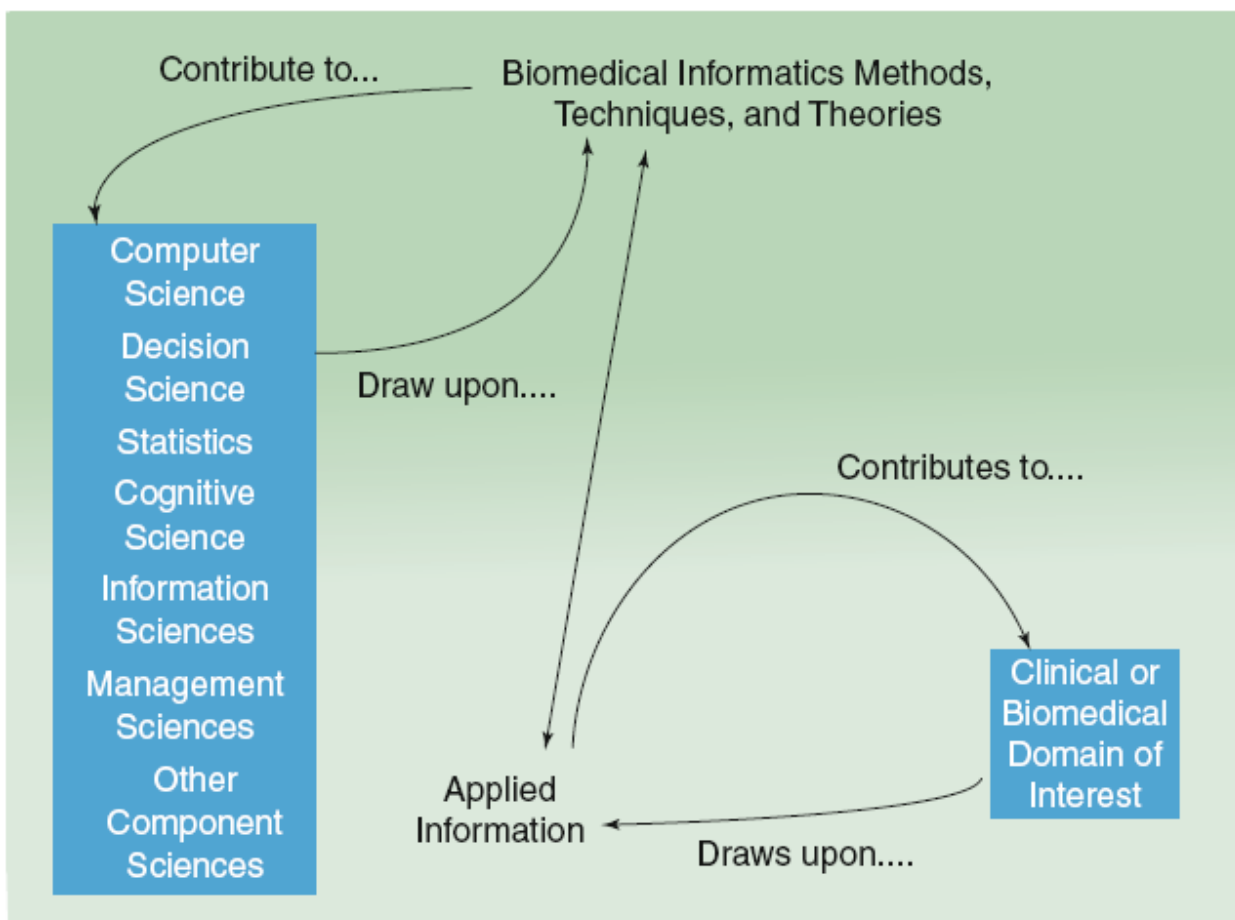 Contribute to...
Biomedical Informatics Methods,
Techniques, and Theories
Computer
Science
Decision
Science
Statistics
Cognitive
Science
Information
Sciences
Management
Sciences
Other
Component
Sciences
Draw upon....
Contributes to....
Clinical or
Biomedical
Domain of
Interest
Applied
Information
Draws upon....